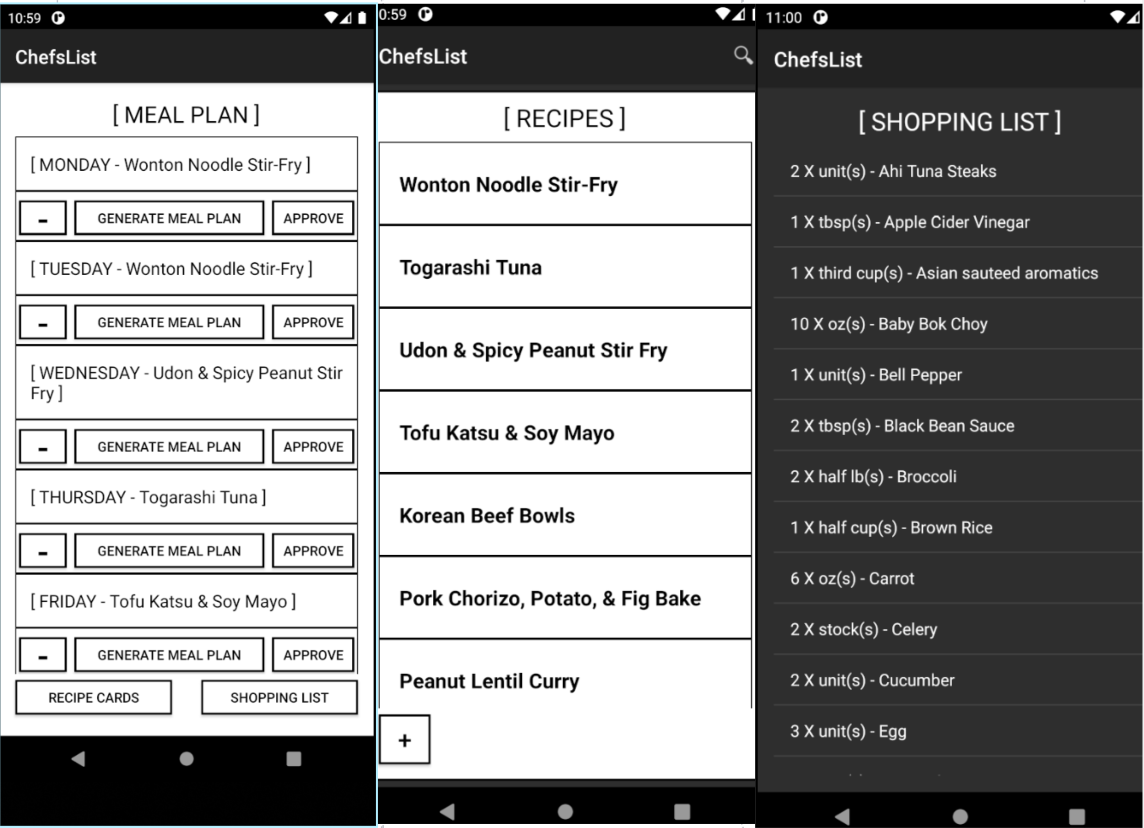 10:59
ChefsList
[ MEAL PLAN ]
[ MONDAY - Wonton Noodle Stir-Fry ]
- GENERATE MEAL PLAN APPROVE
[ TUESDAY - Wonton Noodle Stir-Fry ]
- GENERATE MEAL PLAN APPROVE
[ WEDNESDAY - Udon & Spicy Peanut Stir
Fry ]
- GENERATE MEAL PLAN APPROVE
[ THURSDAY - Togarashi Tuna ]
- GENERATE MEAL PLAN APPROVE
[ FRIDAY - Tofu Katsu & Soy Mayo ]
- GENERATE MEAL PLAN APPROVE
RECIPE CARDS SHOPPING LIST
0:59
ChefsList
[ RECIPES ]
Wonton Noodle Stir-Fry
Togarashi Tuna
Udon & Spicy Peanut Stir Fry
Tofu Katsu & Soy Mayo
Korean Beef Bowls
Pork Chorizo, Potato, & Fig Bake
Peanut Lentil Curry
+
11:00
ChefsList
[ SHOPPING LIST ]
2 X unit(s) - Ahi Tuna Steaks
1 X tbsp(s) - Apple Cider Vinegar
1 X third cup(s) - Asian sauteed aromatics
10 X oz(s) - Baby Bok Choy
1 X unit(s) - Bell Pepper
2 X tbsp(s) - Black Bean Sauce
2 X half lb(s) - Broccoli
1 X half cup(s) - Brown Rice
6 X oz(s) - Carrot
2 X stock(s) - Celery
2 X unit(s) - Cucumber
3 X unit(s) - Egg